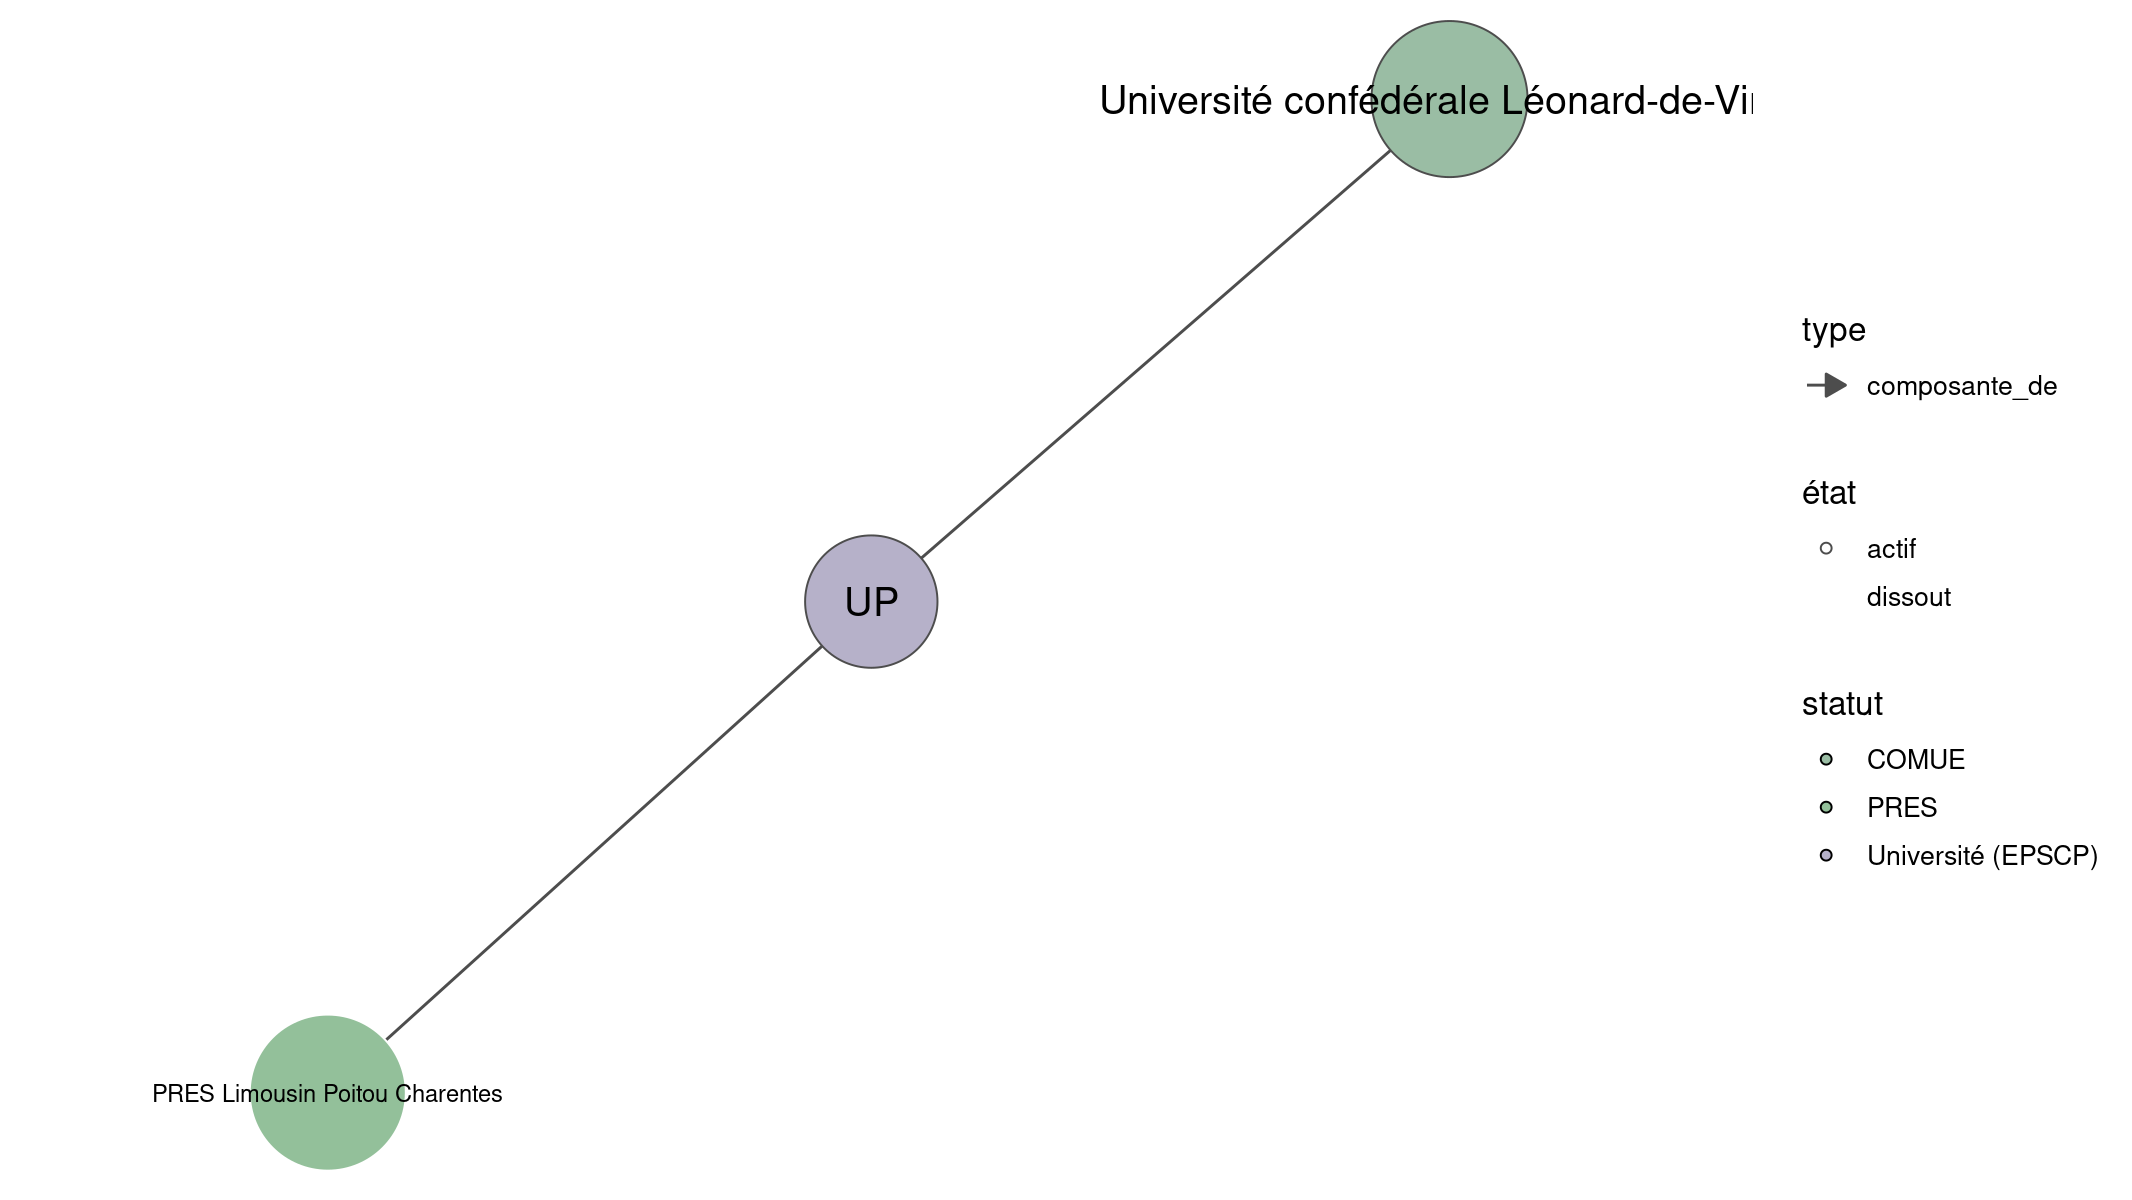 Université confédérale Léonard-de-Vi
UP
PRES Limousin Poitou Charentes
type
composante_de
état
actif
dissout
statut
COMUE
PRES
Université (EPSCP)